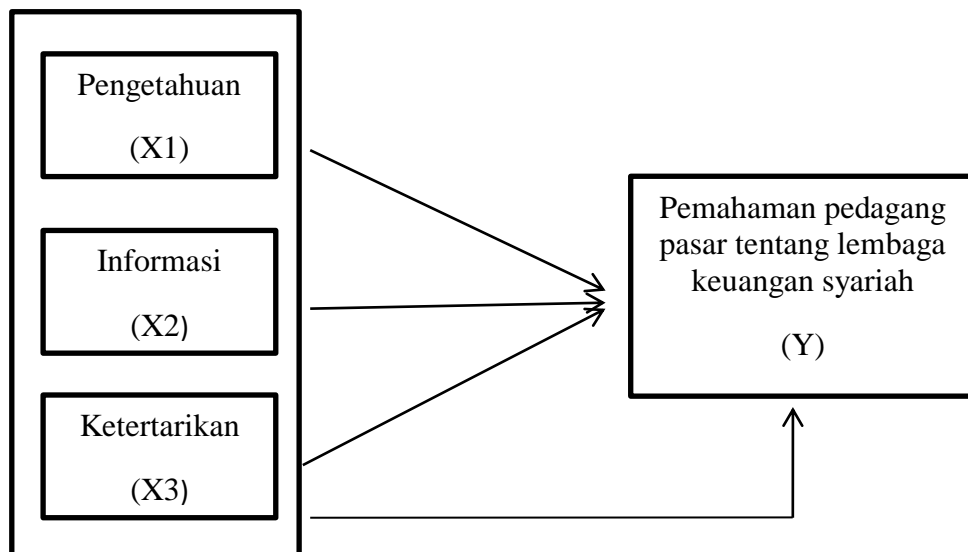 Pengetahuan
(X1)
Informasi
(X2)
Ketertarikan
(X3)
Pemahaman pedagang
pasar tentang lembaga
keuangan syariah
(Y)